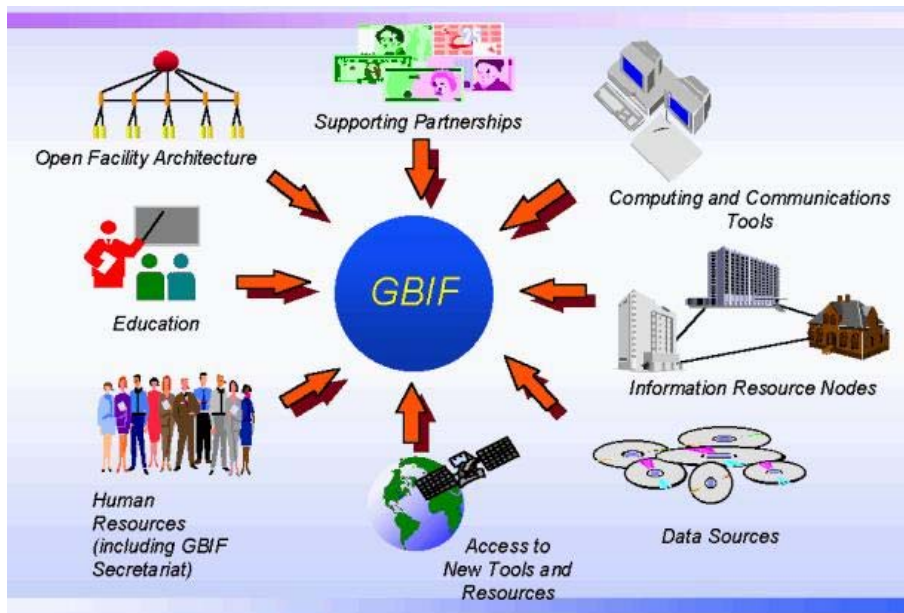 Supporting Partnerships
Open Facility Architecture
Computing and Communications
Tools
GBIF
Education
Information Resource Nodes
Human
Resources
(including GBIF
Secretariat)
Access to
New Tools and
Resources
Data Sources